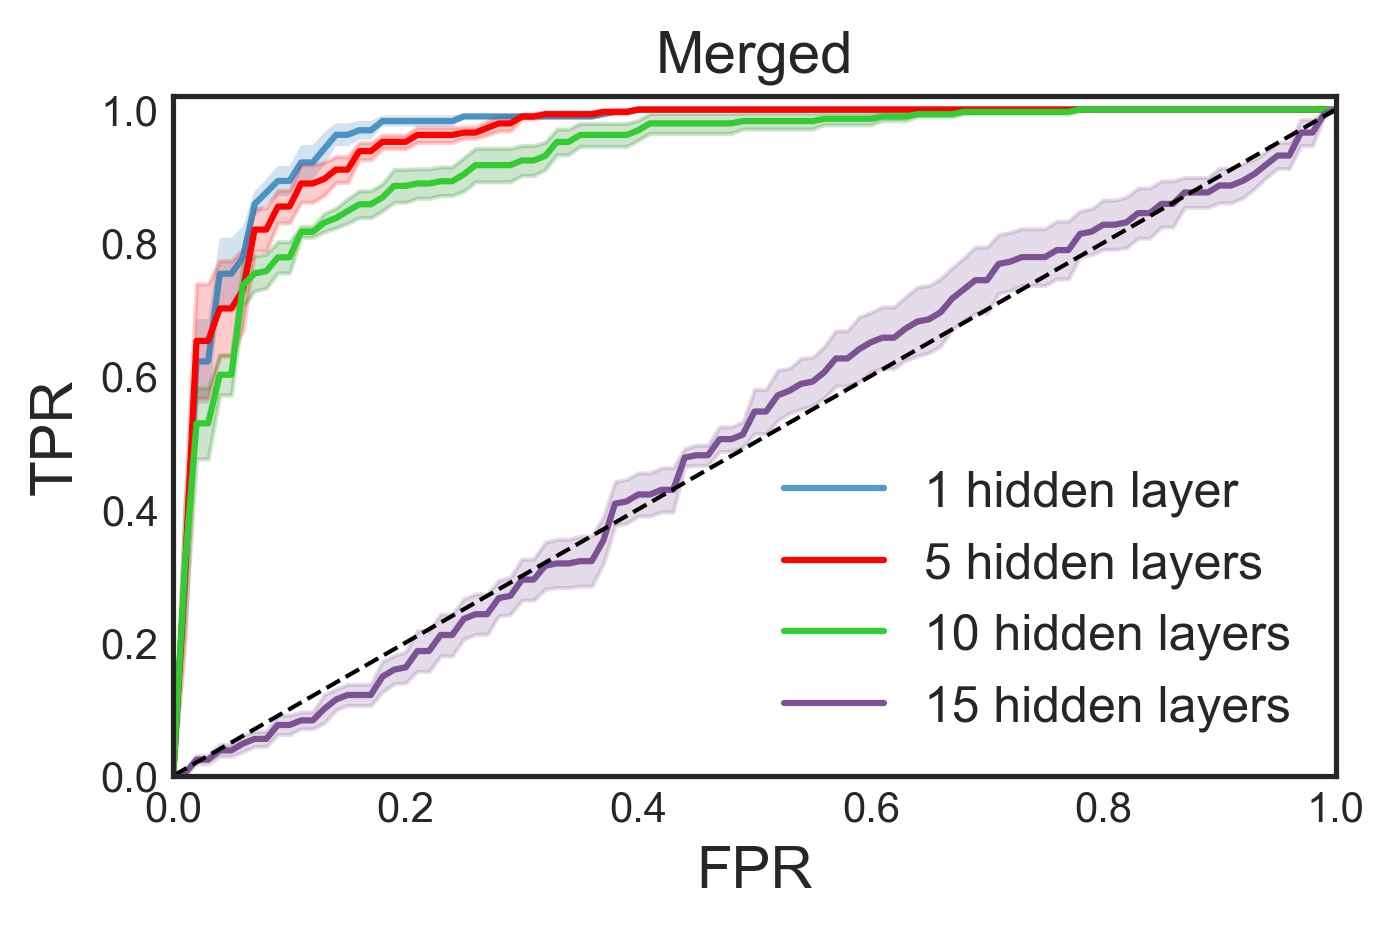 Merged
1.0
0.8
0.6
0.4
0.2
0.0
TPR
1 hidden layer
5 hidden layers
10 hidden layers
15 hidden layers
0.0 0.2 0.4 0.6 0.8 1.0
FPR